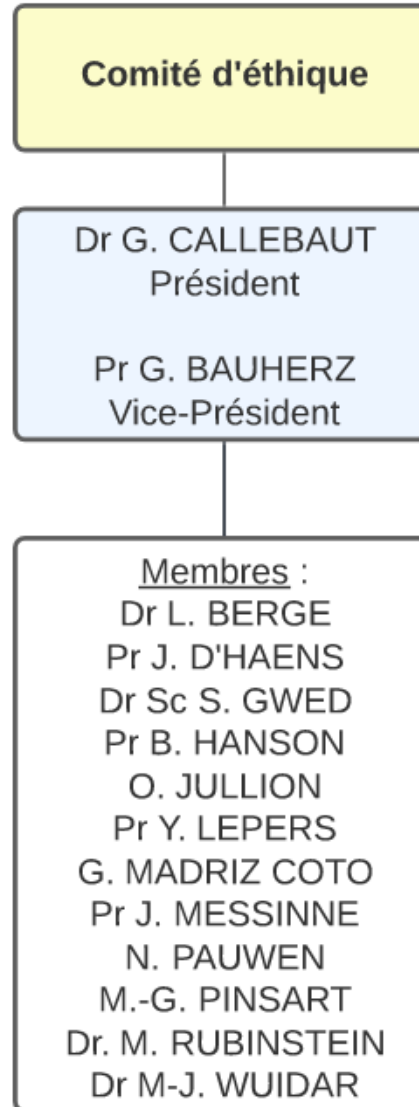 Comité d'éthique
Dr G. CALLEBAUT
Président
Pr G. BAUHERZ
Vice-Président
Membres :
Dr L. BERGE
Pr J. D'HAENS
Dr Sc S. GWED
Pr B. HANSON
O. JULLION
Pr Y. LEPERS
G. MADRIZ COTO
Pr J. MESSINNE
N. PAUWEN
M.-G. PINSART
Dr. M. RUBINSTEIN
Dr M-J. WUIDAR